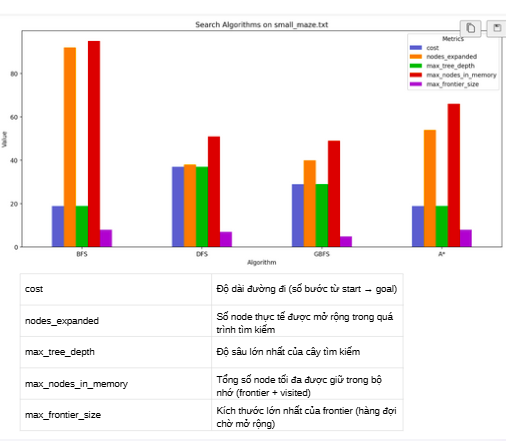 Search Algorithms on small_maze.txt
Metrics
cost
nodes_expanded
max_tree_depth
max_nodes_in_memory
max_frontier_size
80
60
40
20
0
Value
BFS
DFS
GBFS
A*
Algorithm
cost
Độ dài đường đi (số bước từ start → goal)
nodes_expanded
Số node thực tế được mở rộng trong quá
trình tìm kiếm
max_tree_depth
Độ sâu lớn nhất của cây tìm kiếm
max_nodes_in_memory
Tổng số node tối đa được giữ trong bộ
nhớ (frontier + visited)
max_frontier_size
Kích thước lớn nhất của frontier (hàng đợi
chờ mở rộng)